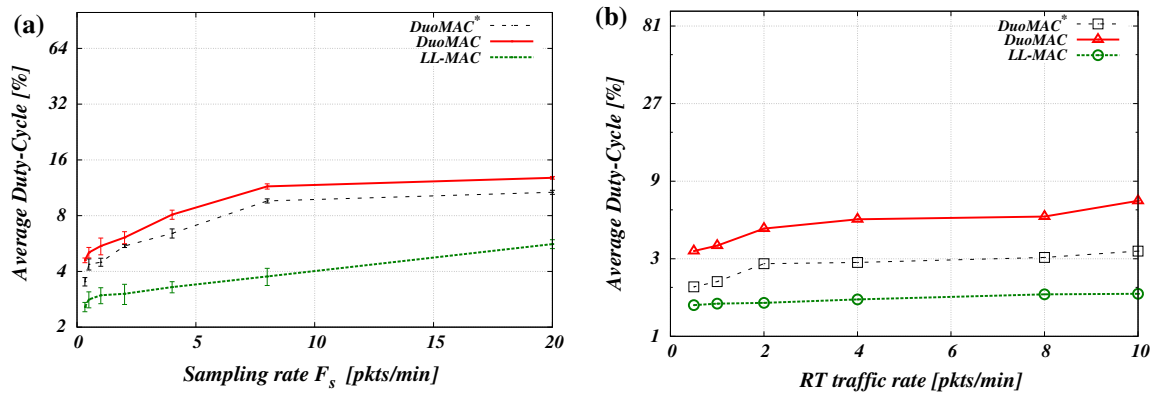 (a)
DuoMAC*
DuoMAC
LL-MAC
Average Duty-Cycle [%]
64
32
16
8
4
2
0
5
10
15
20
Sampling rate Fs [pkts/min]
(b)
DuoMAC*
DuoMAC
LL-MAC
Average Duty-Cycle [%]
81
27
9
3
1
0
2
4
6
8
10
RT traffic rate [pkts/min]